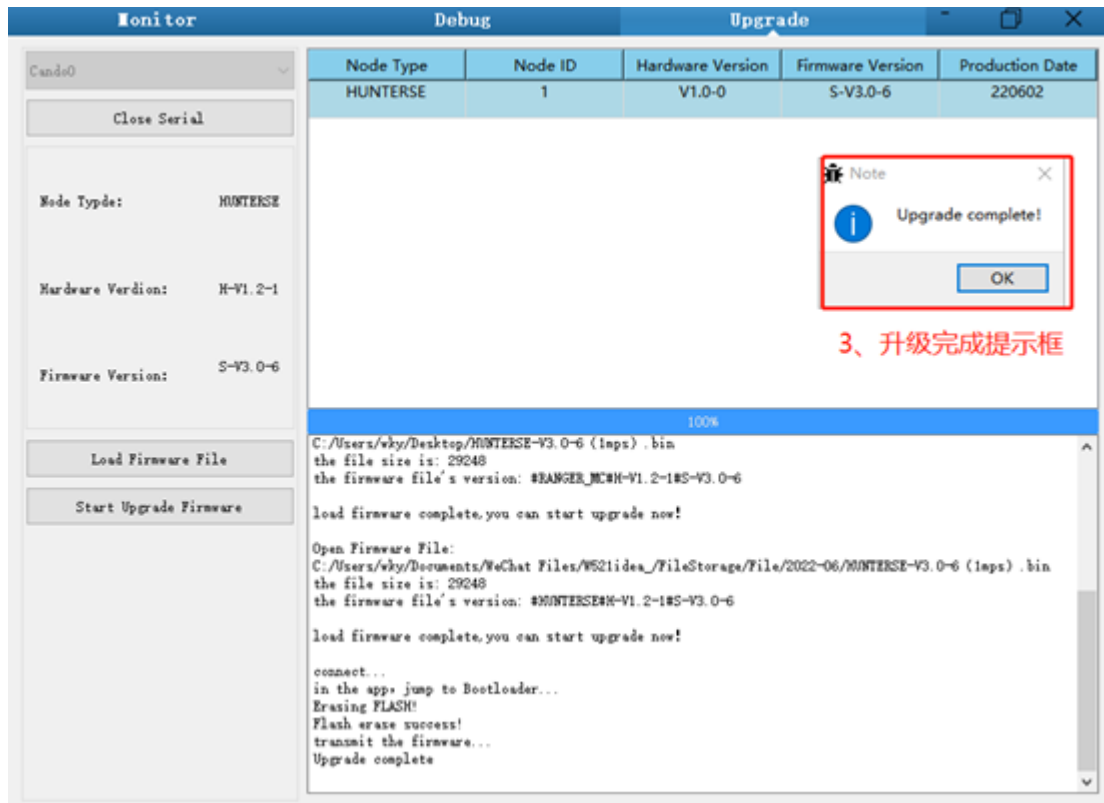 Monitor Debug Upgrade
Cando0
Close Serial
Node Typde: HUNTERSE
Hardware Verdion: H-V1.2-1
Firmware Version: S-V3.0-6
Load Firmware File
Start Upgrade Firmware
Node Type Node ID Hardware Version Firmware Version Production Date
HUNTERSE 1 V1.0-0 S-V3.0-6 220602
Note
Upgrade complete!
OK
3、升级完成提示框
100%
C:/Users/wky/Desktop/HUNTERSE-V3.0-6 (1mps) .bin
the file size is: 29248
the firmware file's version: #RANGER_MC#H-V1.2-1#S-V3.0-6
load firmware complete,you can start upgrade now!
Open Firmware File:
C:/Users/wky/Documents/WeChat Files/W521idea_/FileStorage/File/2022-06/HUNTERSE-V3.0-6 (1mps) .bin
the file size is: 29248
the firmware file's version: #HUNTERSE#H-V1.2-1#S-V3.0-6
load firmware complete,you can start upgrade now!
connect...
in the app, jump to Bootloader...
Erasing FLASH!
Flash erase success!
transmit the firmware...
Upgrade complete